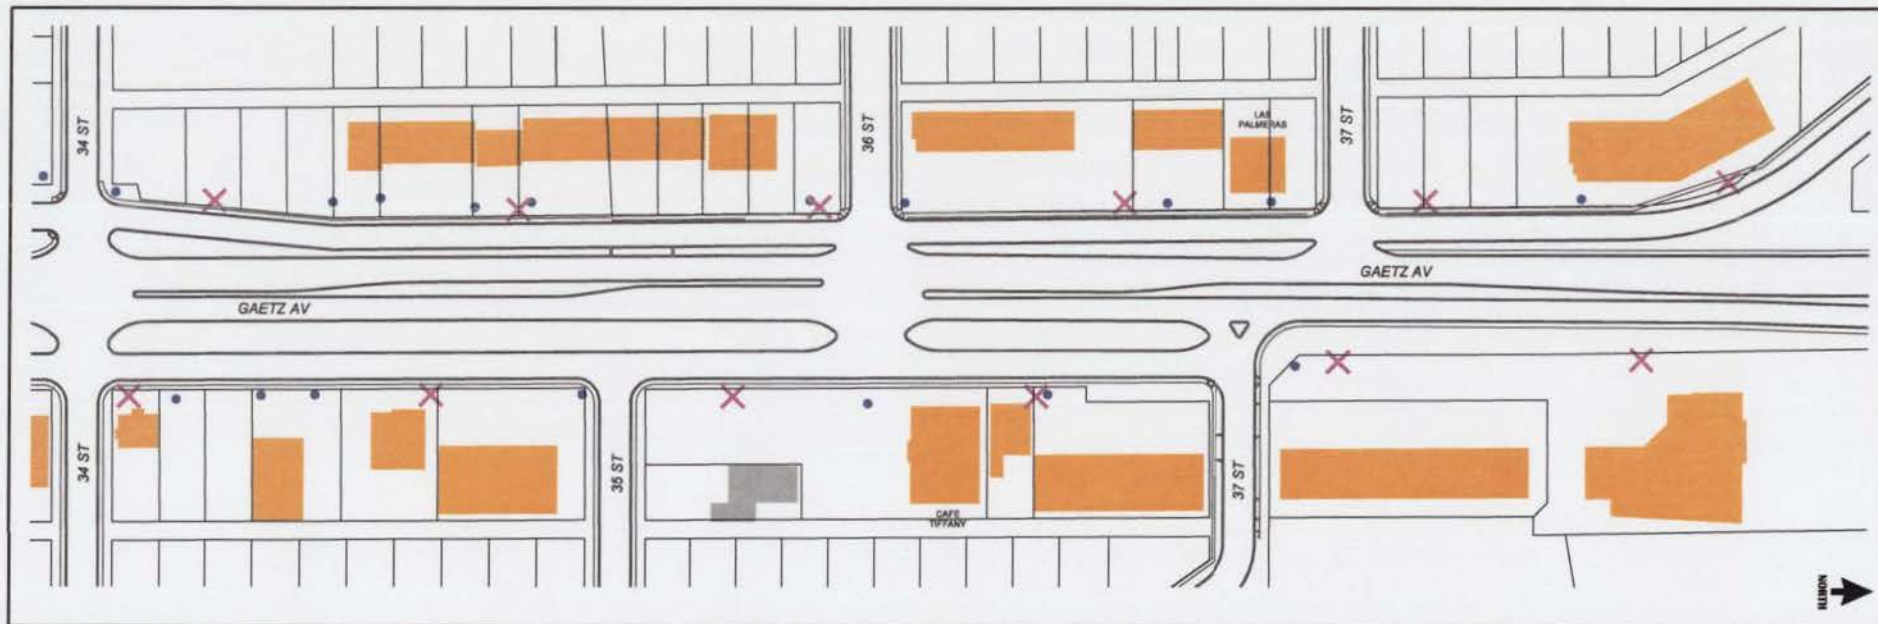 34 ST
36 ST
LAS
PALMERAS
37 ST
GAETZ AV
GAETZ AV
34 ST
35 ST
CAFE
TIFFANY
37 ST
NORTH